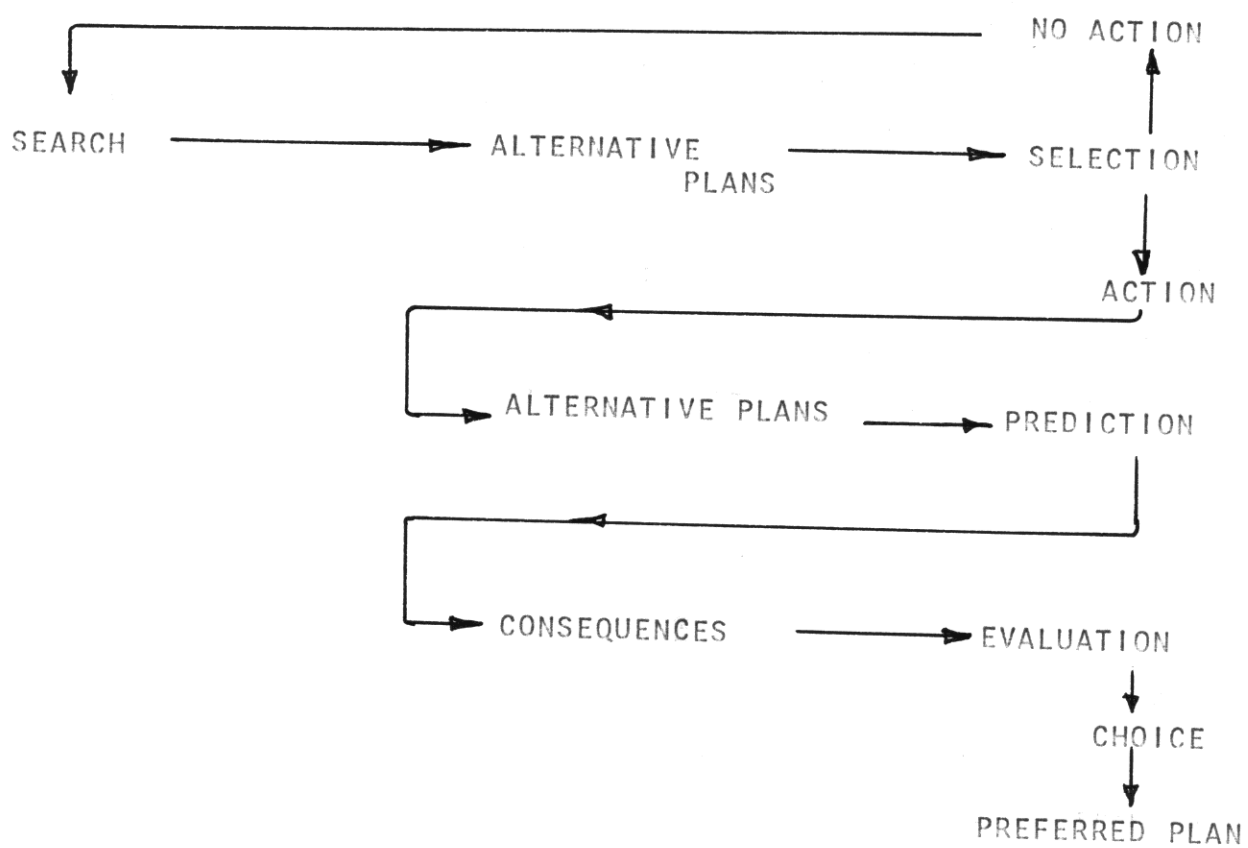 NO ACTION
SEARCH
ALTERNATIVE
PLANS
SELECTION
ACTION
ALTERNATIVE PLANS
PREDICTION
CONSEQUENCES
EVALUATION
CHOICE
PREFERRED PLAN